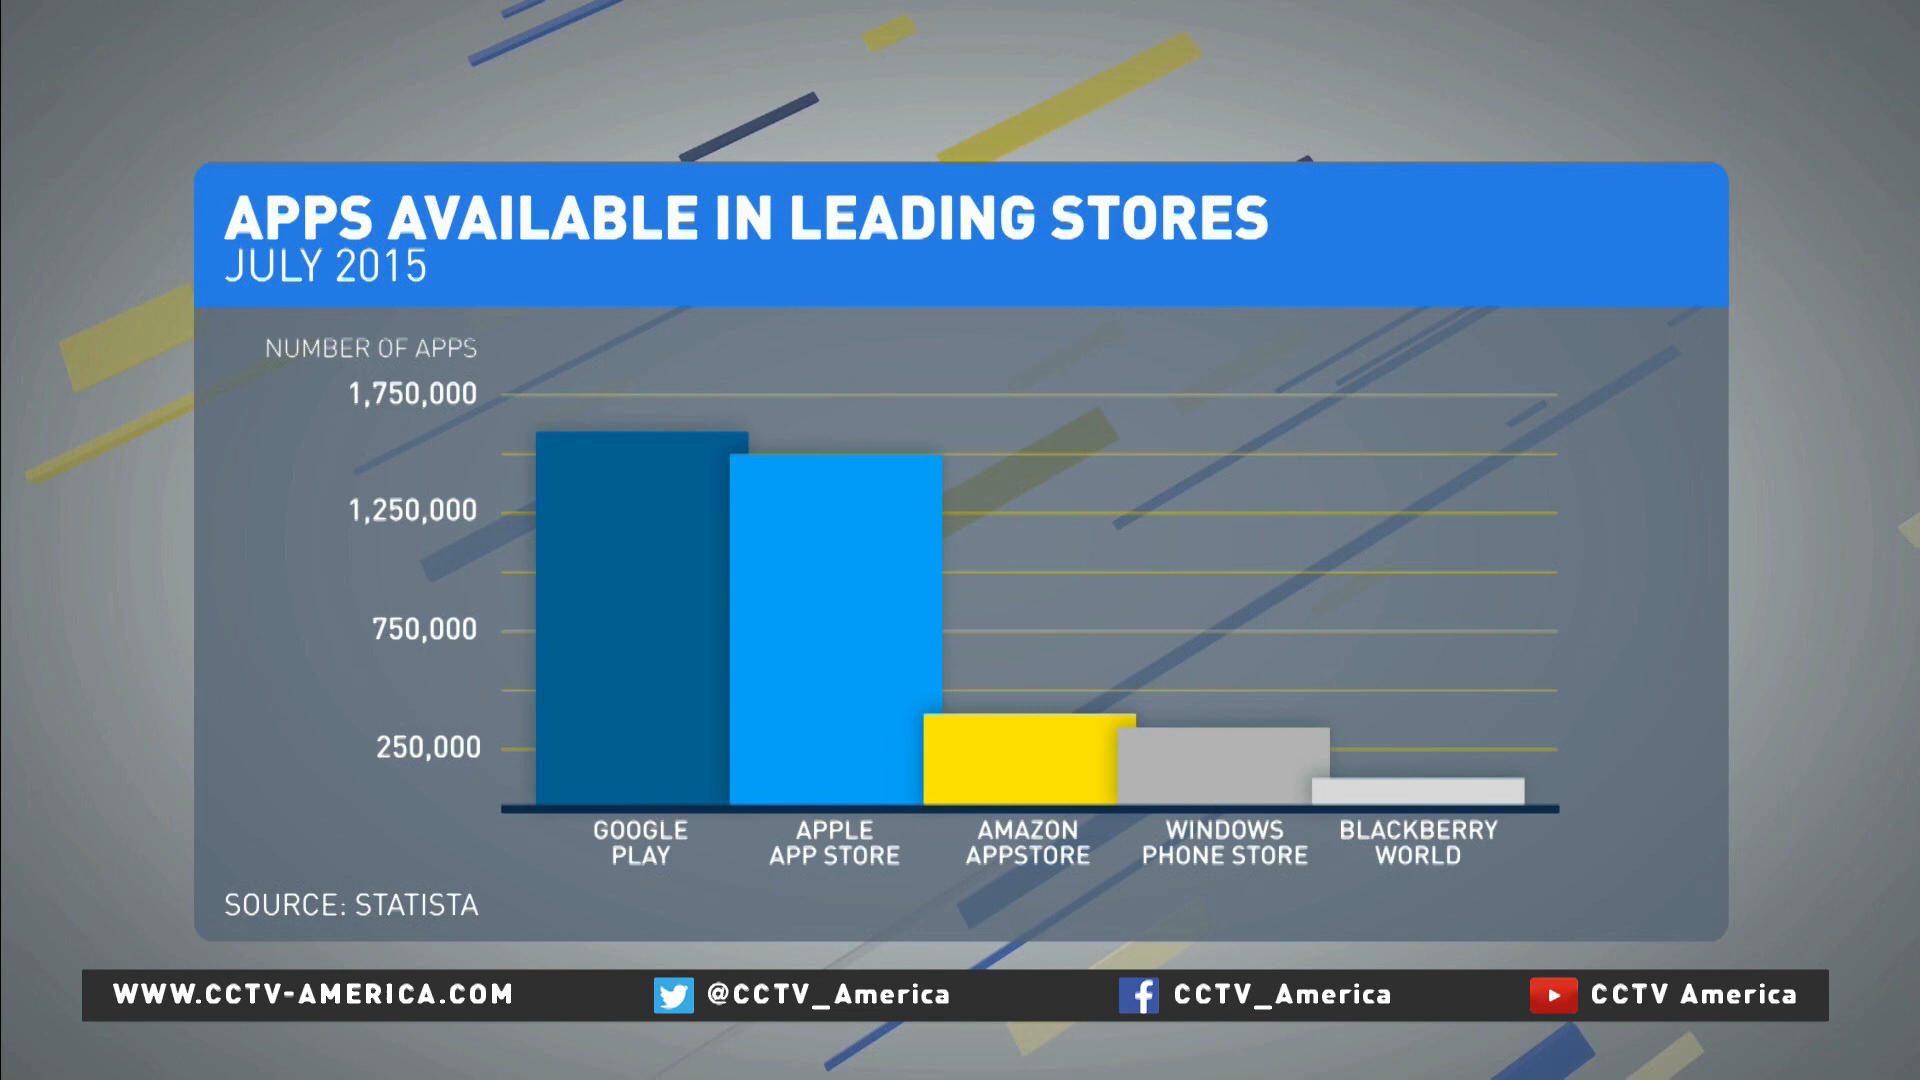 APPS AVAILABLE IN LEADING STORES
JULY 2015
NUMBER OF APPS
1,750,000
1,250,000
750,000
250,000
GOOGLE
PLAY
APPLE
APP STORE
AMAZON
APPSTORE
WINDOWS
PHONE STORE
BLACKBERRY
WORLD
SOURCE: STATISTA
WWW.CCTV-AMERICA.COM
@CCTV_America
CCTV_America
CCTV America